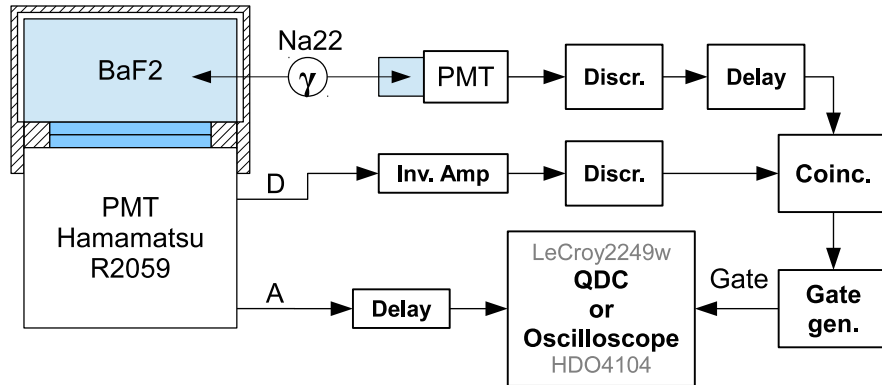 Na22
BaF2
γ
PMT
Discr.
Delay
D
Inv. Amp
Discr.
Coinc.
PMT
Hamamatsu
R2059
A
Delay
LeCroy2249w
QDC
or
Oscilloscope
HDO4104
Gate
Gate
gen.